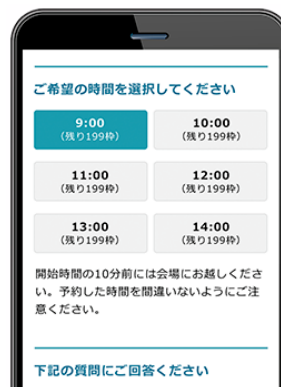 ご希望の時間を選択してください
9:00
(残り199枠)
10:00
(残り199枠)
11:00
(残り199枠)
12:00
(残り199枠)
13:00
(残り199枠)
14:00
(残り199枠)
開始時間の10分前には会場にお越しくださ
い。予約した時間を間違いないようにご注
意ください。
下記の質問にご回答ください